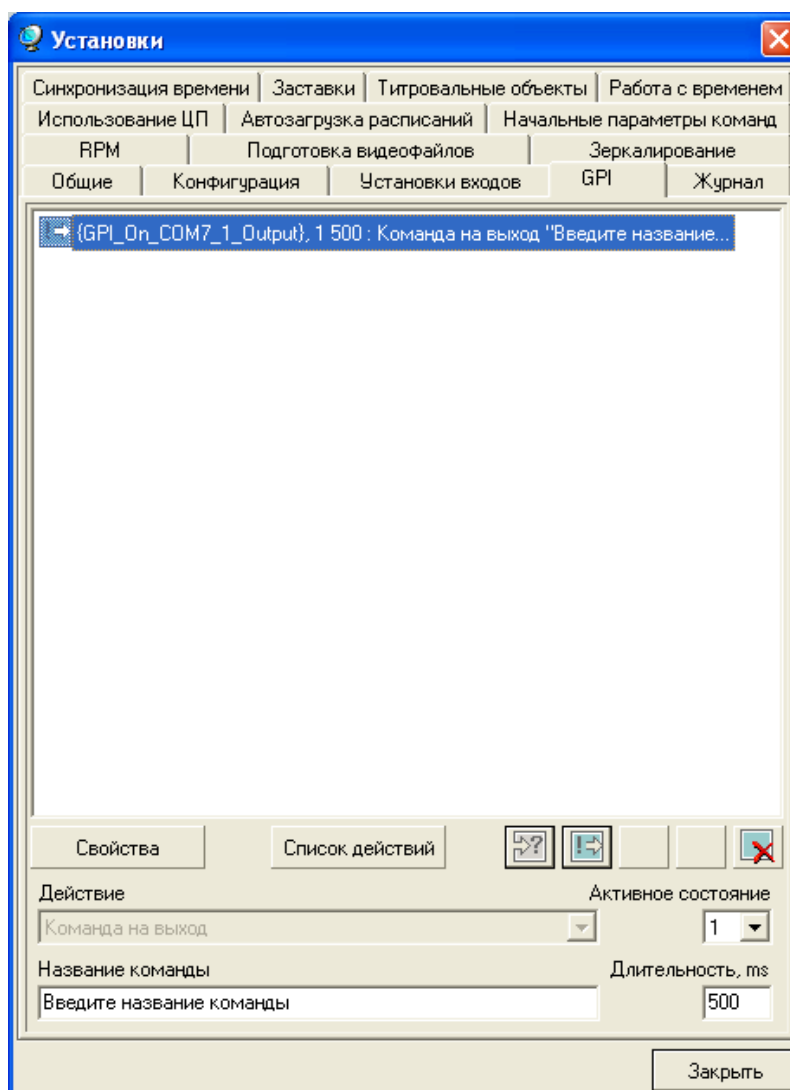 Установки
Синхронизация времени Заставки Титровальные объекты Работа с временем
Использование ЦП Автозагрузка расписаний Начальные параметры команд
RPM Подготовка видеофайлов Зеркалирование
Общие Конфигурация Установки входов GPI Журнал
{GPI_On_COM7_1_Output}, 1 500 : Команда на выход "Введите название...
Свойства Список действий
Действие Активное состояние
Команда на выход 1
Название команды Длительность, ms
Введите название команды 500
Закрыть